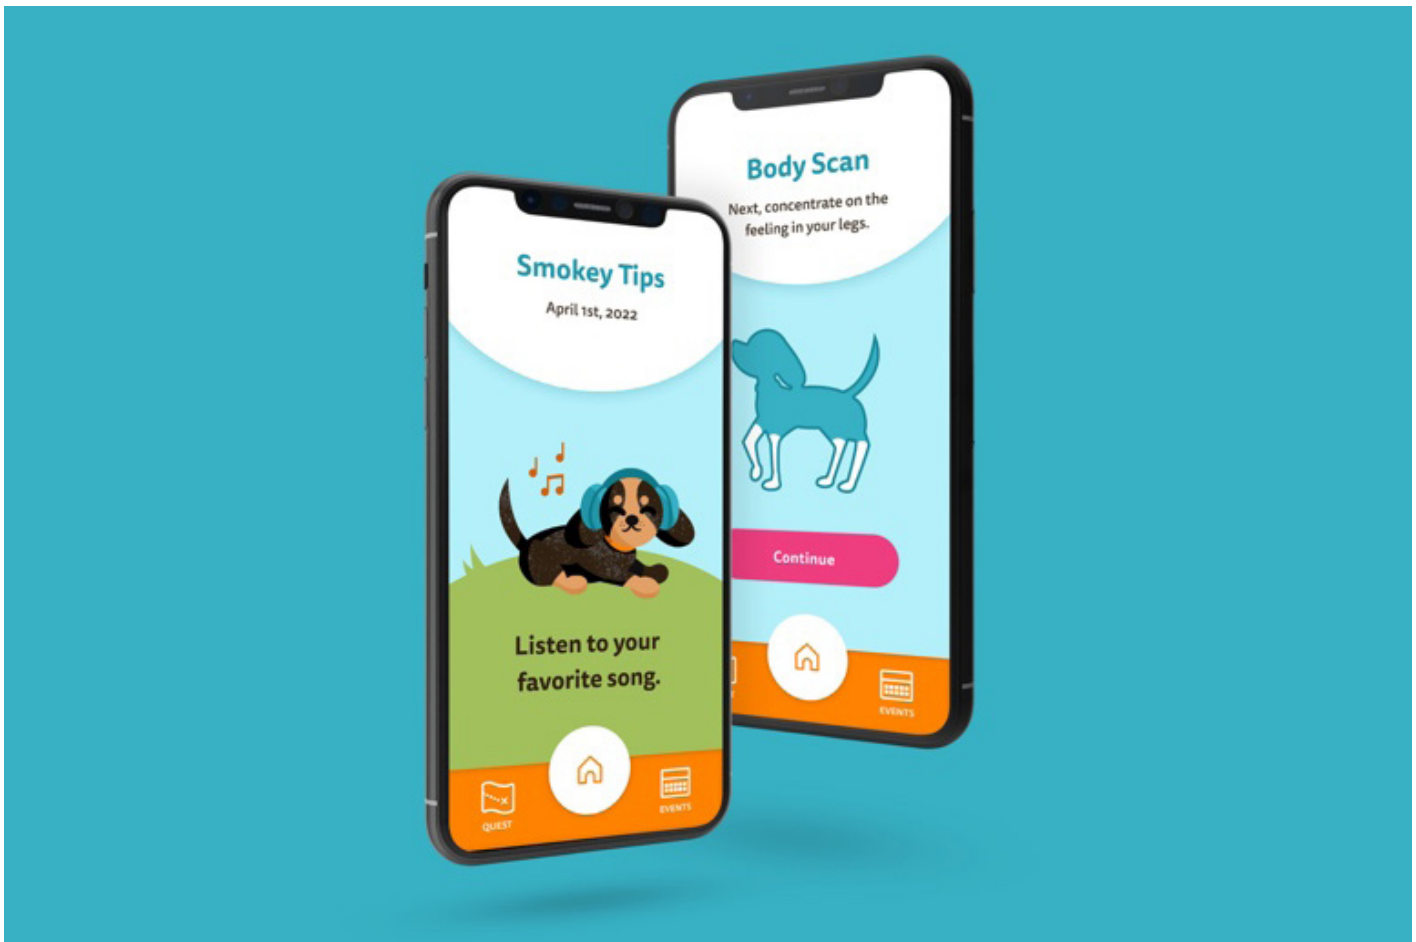 Smokey Tips
April 1st, 2022
Listen to your
favorite song.
QUEST
EVENTS
Body Scan
Next, concentrate on the
feeling in your legs.
Continue
EVENTS